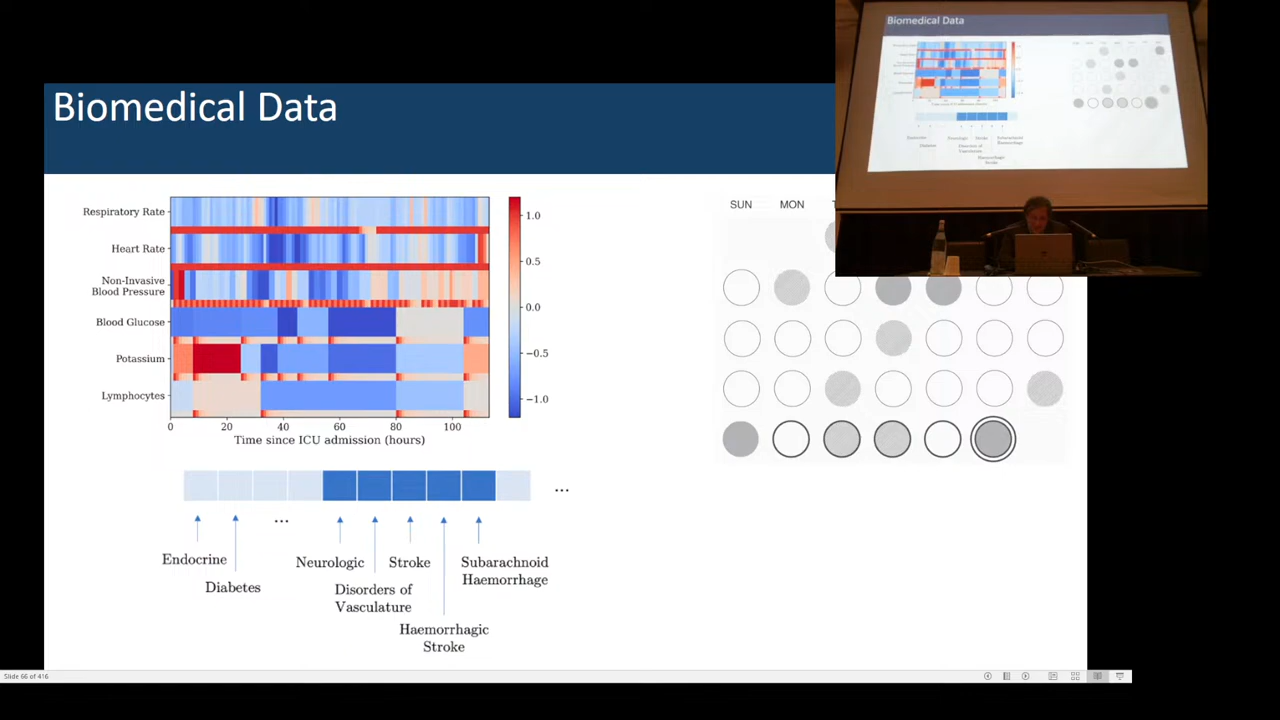 Biomedical Data
Biomedical Data
SUN MON
Respiratory Rate
Heart Rate
Non-Invasive
Blood Pressure
Blood Glucose
Potassium
Lymphocytes
1.0
0.5
0.0
−0.5
−1.0
0 20 40 60 80 100
Time since ICU admission (hours)
...
...
Endocrine
Diabetes
Neurologic
Disorders of
Vasculature
Stroke
Haemorrhagic
Stroke
Subarachnoid
Haemorrhage
Slide 66 of 416